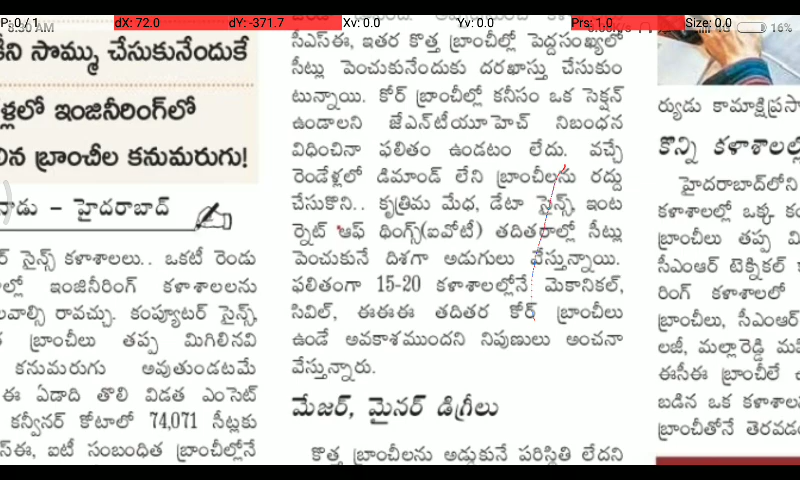 P: 0 / 1 dX: 72.0 dY: -371.7 Xv: 0.0 Yv: 0.0 Prs: 1.0 Size: 0.0
8:30 AM 4G 16%
సొమ్ము చేసుకునేందుకే
ఇంజినీరింగ్‌లో
బ్రాంచీల కనుమరుగు!
– హైదరాబాద్
సైన్స్ కళాశాలలు.. ఒకటీ రెండు
ఇంజినీరింగ్ కళాశాలలను
రావచ్చు. కంప్యూటర్ సైన్స్,
బ్రాంచీలు తప్ప మిగిలినవి
కనుమరుగు అవుతుండటమే
ఈ ఏడాది తొలి విడత ఎంసెట్
కన్వీనర్ కోటాలో 74,071 సీట్లకు
ఐటీ సంబంధిత బ్రాంచీల్లోనే
సీఎస్ఈ, ఇతర కొత్త బ్రాంచీల్లో పెద్దసంఖ్యలో
సీట్లు పెంచుకునేందుకు దరఖాస్తు చేసుకుం
టున్నాయి. కోర్ బ్రాంచీల్లో కనీసం ఒక సెక్షన్
ఉండాలని జేఎన్‌టీయూహెచ్ నిబంధన
విధించినా ఫలితం ఉండటం లేదు. వచ్చే
రెండేళ్లలో డిమాండ్ లేని బ్రాంచీలను రద్దు
చేసుకొని.. కృత్రిమ మేధ, డేటా సైన్స్, ఇంట
ర్నెట్ ఆఫ్ థింగ్స్(ఐవోటీ) తదితరాల్లో సీట్లు
పెంచుకునే దిశగా అడుగులు వేస్తున్నాయి.
ఫలితంగా 15-20 కళాశాలల్లోనే మెకానికల్,
సివిల్, ఈఈఈ తదితర కోర్ బ్రాంచీలు
ఉండే అవకాశముందని నిపుణులు అంచనా
వేస్తున్నారు.
మేజర్, మైనర్ డిగ్రీలు
కొత్త బ్రాంచీలను అడ్డుకునే పరిస్థితి లేదని
ర్యుడు కామాక్షిప్రసా
కొన్ని కళాశాలల్లో
హైదరాబాద్‌లోని
కళాశాలల్లో ఒక్క
బ్రాంచీలు తప్ప
సీఎంఆర్ టెక్నికల్
రింగ్ కళాశాలలో
బ్రాంచీలు, సీఎంఆర్
లజీ, మల్లారెడ్డి
ఈసీఈ బ్రాంచీలే
బడిన ఒక కళాశాల
బ్రాంచీతోనే తెరవడం